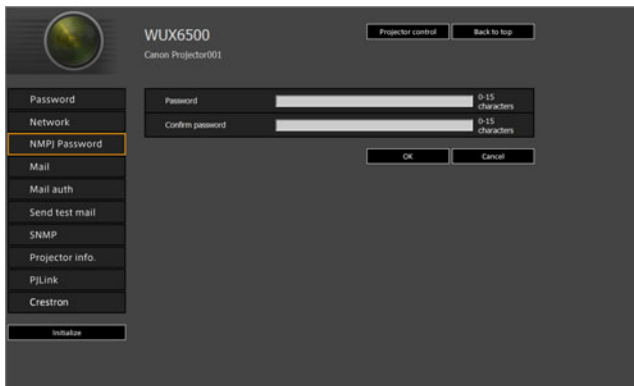 WUX6500
Projector control
Back to top
Canon Projector001
Password
Network
NMPJ Password
Mail
Mail auth
Send test mail
SNMP
Projector info.
PJLink
Crestron
Initialize
Password
0-15
characters
Confirm password
0-15
characters
OK
Cancel